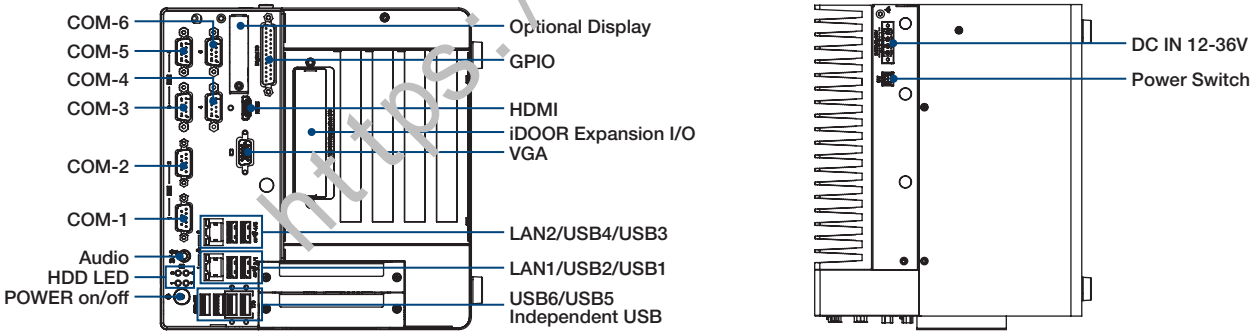 COM-6
COM-5
COM-4
COM-3
COM-2
COM-1
Audio
HDD LED
POWER on/off
Optional Display
GPIO
HDMI
iDOOR Expansion I/O
VGA
LAN2/USB4/USB3
LAN1/USB2/USB1
USB6/USB5
Independent USB
https:/
DC IN 12-36V
Power Switch